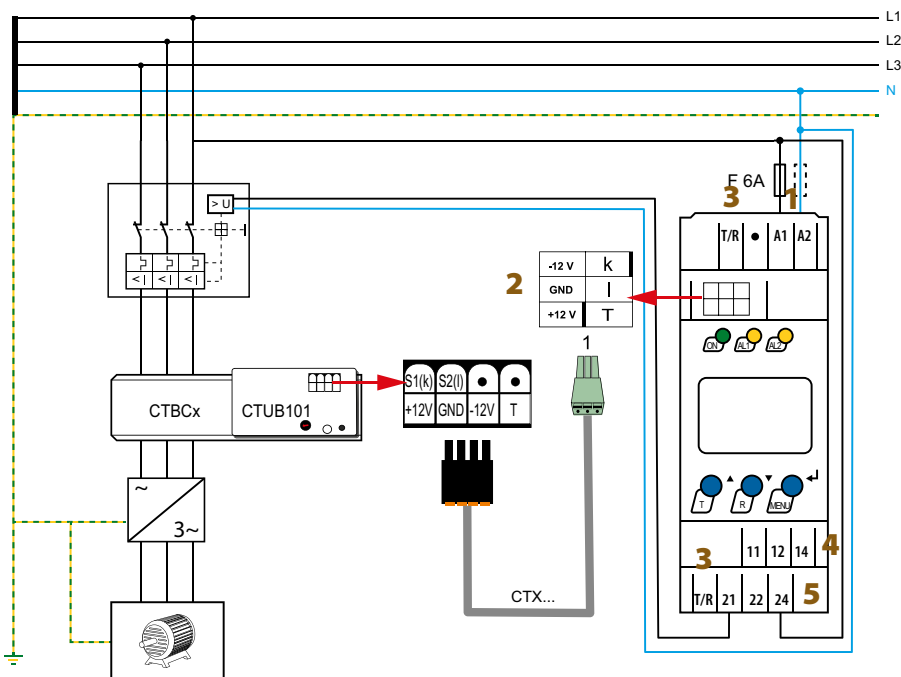 L1
L2
L3
N
F 6A
3
1
> U
T/R ● A1 A2
< I < I < I
2
-12 V k
GND l
+12 V T
1
ON AL1 AL2
CTBCx CTUB101
S1(k) S2(l) ● ●
+12V GND -12V T
~
3~
T R MENU
CTX...
11 12 14 4
3
T/R 21 22 24 5